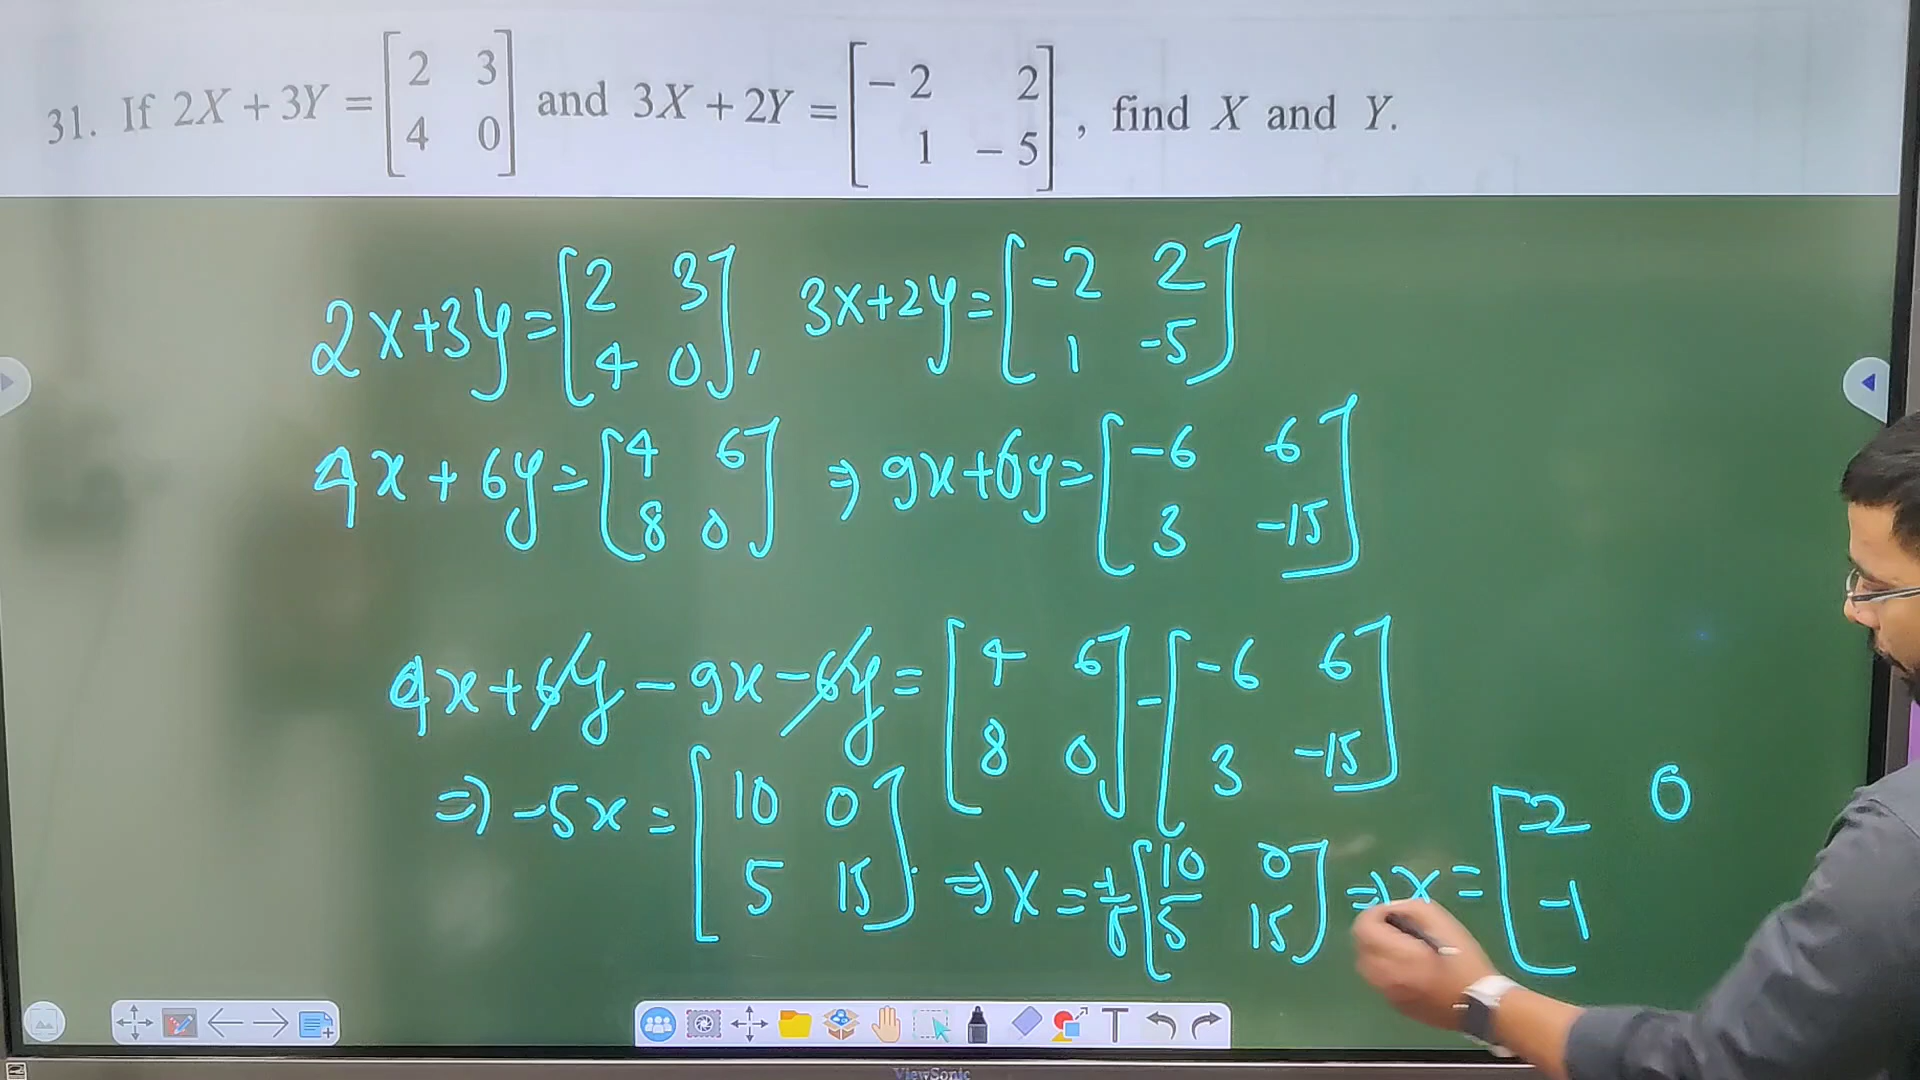 31. If 2X + 3Y = [2 3 4 0] and 3X + 2Y = [-2 2 1 -5], find X and Y.
2x+3y=[2 3 4 0], 3x+2y=[-2 2 1 -5]
4x+6y=[4 6 8 0] ⇒ 9x+6y=[-6 6 3 -15]
4x+6y-9x-6y=[4 6 8 0]-[-6 6 3 -15]
⇒ -5x=[10 0 5 15] ⇒ x=-1/5[10 0 5 15] ⇒ x=[-2 0 -1
ViewSonic